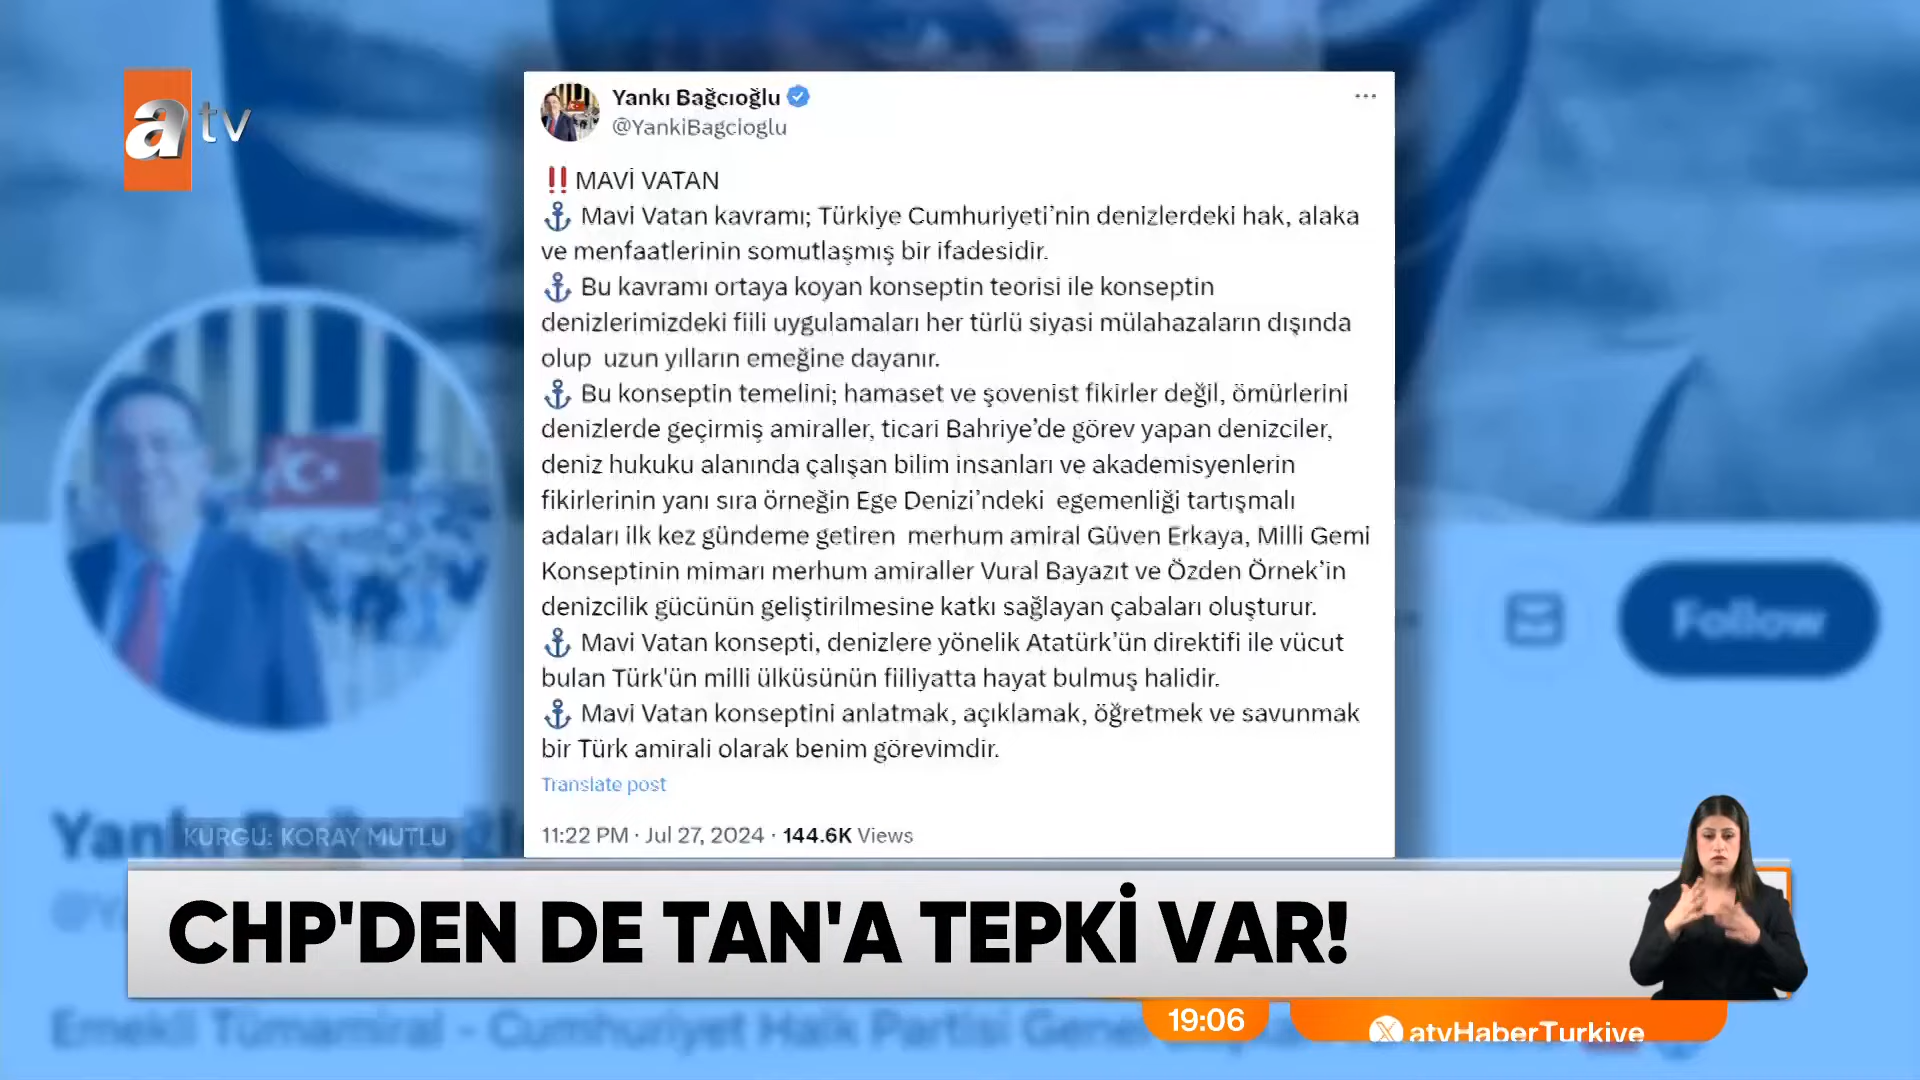 atv
Yankı Bağcıoğlu
@YankiBagcioglu
‼️MAVİ VATAN
⚓ Mavi Vatan kavramı; Türkiye Cumhuriyeti’nin denizlerdeki hak, alaka
ve menfaatlerinin somutlaşmış bir ifadesidir.
⚓ Bu kavramı ortaya koyan konseptin teorisi ile konseptin
denizlerimizdeki fiili uygulamaları her türlü siyasi mülahazaların dışında
olup uzun yılların emeğine dayanır.
⚓ Bu konseptin temelini; hamaset ve şovenist fikirler değil, ömürlerini
denizlerde geçirmiş amiraller, ticari Bahriye’de görev yapan denizciler,
deniz hukuku alanında çalışan bilim insanları ve akademisyenlerin
fikirlerinin yanı sıra örneğin Ege Denizi’ndeki egemenliği tartışmalı
adaları ilk kez gündeme getiren merhum amiral Güven Erkaya, Milli Gemi
Konseptinin mimarı merhum amiraller Vural Bayazıt ve Özden Örnek’in
denizcilik gücünün geliştirilmesine katkı sağlayan çabaları oluşturur.
⚓ Mavi Vatan konsepti, denizlere yönelik Atatürk’ün direktifi ile vücut
bulan Türk'ün milli ülküsünün fiiliyatta hayat bulmuş halidir.
⚓ Mavi Vatan konseptini anlatmak, açıklamak, öğretmek ve savunmak
bir Türk amirali olarak benim görevimdir.
Translate post
11:22 PM · Jul 27, 2024 · 144.6K Views
Follow
KURGU: KORAY MUTLU
CHP'DEN DE TAN'A TEPKİ VAR!
Emekli Tümamiral - Cumhuriyet Halk Partisi Genel
19:06
atvHaberTurkiye